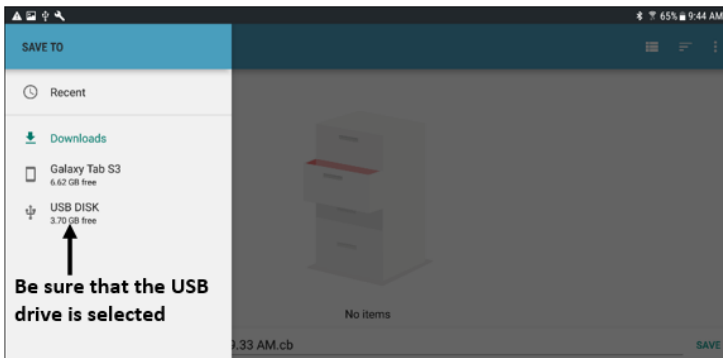 65% 9:44 AM
SAVE TO
Recent
Downloads
Galaxy Tab S3
6.62 GB free
USB DISK
3.70 GB free
Be sure that the USB
drive is selected
No items
9.33 AM.cb
SAVE